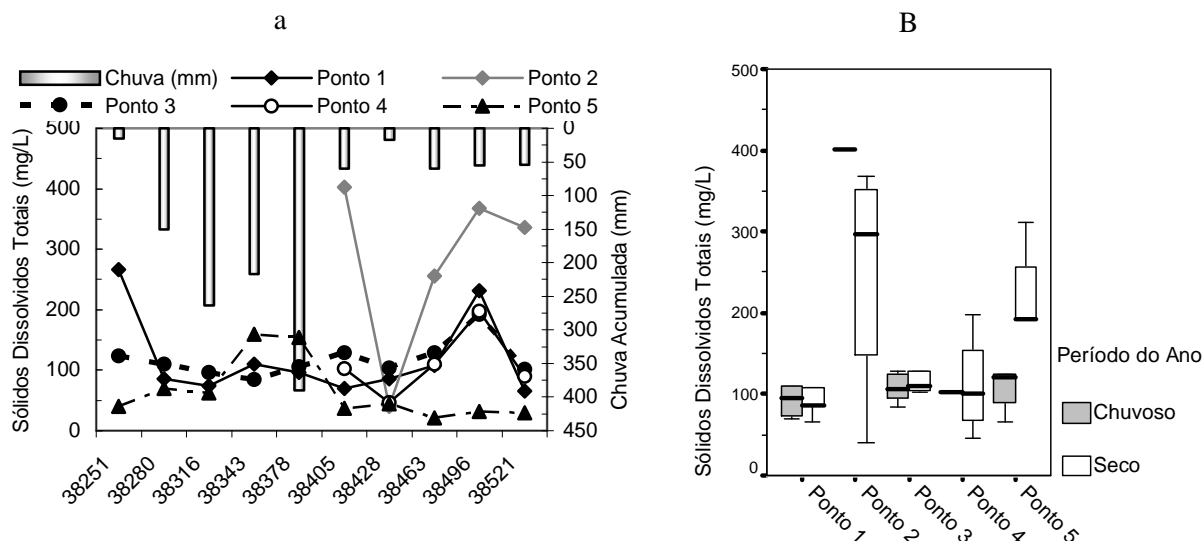 a
Chuva (mm)
Ponto 1
Ponto 2
Ponto 3
Ponto 4
Ponto 5
Sólidos Dissolvidos Totais (mg/L)
500
400
300
200
100
0
0
50
100
150
200
250
300
350
400
450
Chuva Acumulada (mm)
38251
38280
38316
38343
38378
38405
38428
38463
38496
38521
B
Sólidos Dissolvidos Totais (mg/L)
500
400
300
200
100
0
Ponto 1
Ponto 2
Ponto 3
Ponto 4
Ponto 5
Período do Ano
Chuvoso
Seco